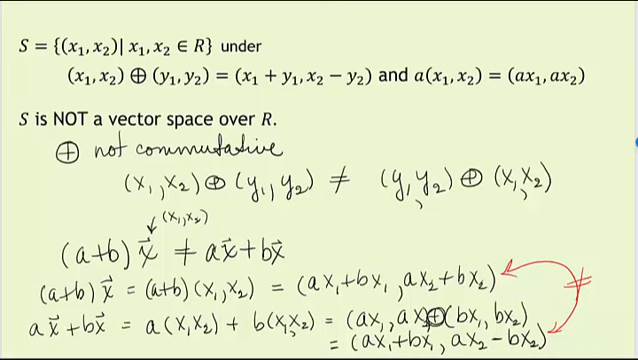 S = {(x₁, x₂)| x₁, x₂ ∈ R} under
(x₁, x₂) ⊕ (y₁, y₂) = (x₁ + y₁, x₂ − y₂) and a(x₁, x₂) = (ax₁, ax₂)
S is NOT a vector space over R.
⊕ not commutative
(x₁, x₂) ⊕ (y₁, y₂) ≠ (y₁, y₂) ⊕ (x₁, x₂)
↓ (x₁, x₂)
(a+b) x⃗ ≠ ax⃗ + bx⃗
(a+b) x⃗ = (a+b) (x₁, x₂) = (ax₁ + bx₁, ax₂ + bx₂)
≠
ax⃗ + bx⃗ = a(x₁, x₂) + b(x₁, x₂) = (ax₁, ax₂) ⊕ (bx₁, bx₂)
= (ax₁ + bx₁, ax₂ − bx₂)